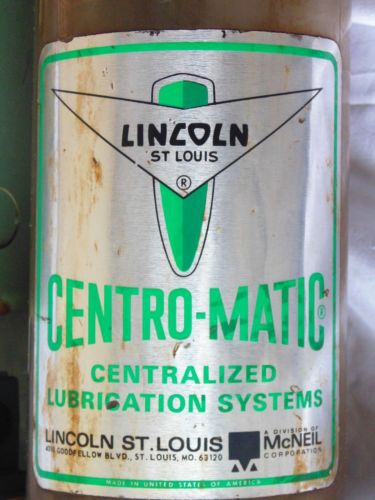 LINCOLN
ST LOUIS
®
CENTRO-MATIC®
CENTRALIZED
LUBRICATION SYSTEMS
LINCOLN ST. LOUIS
4010 GOODFELLOW BLVD., ST. LOUIS, MO. 63120
A DIVISION OF
McNEIL
CORPORATION
MADE IN UNITED STATES OF AMERICA